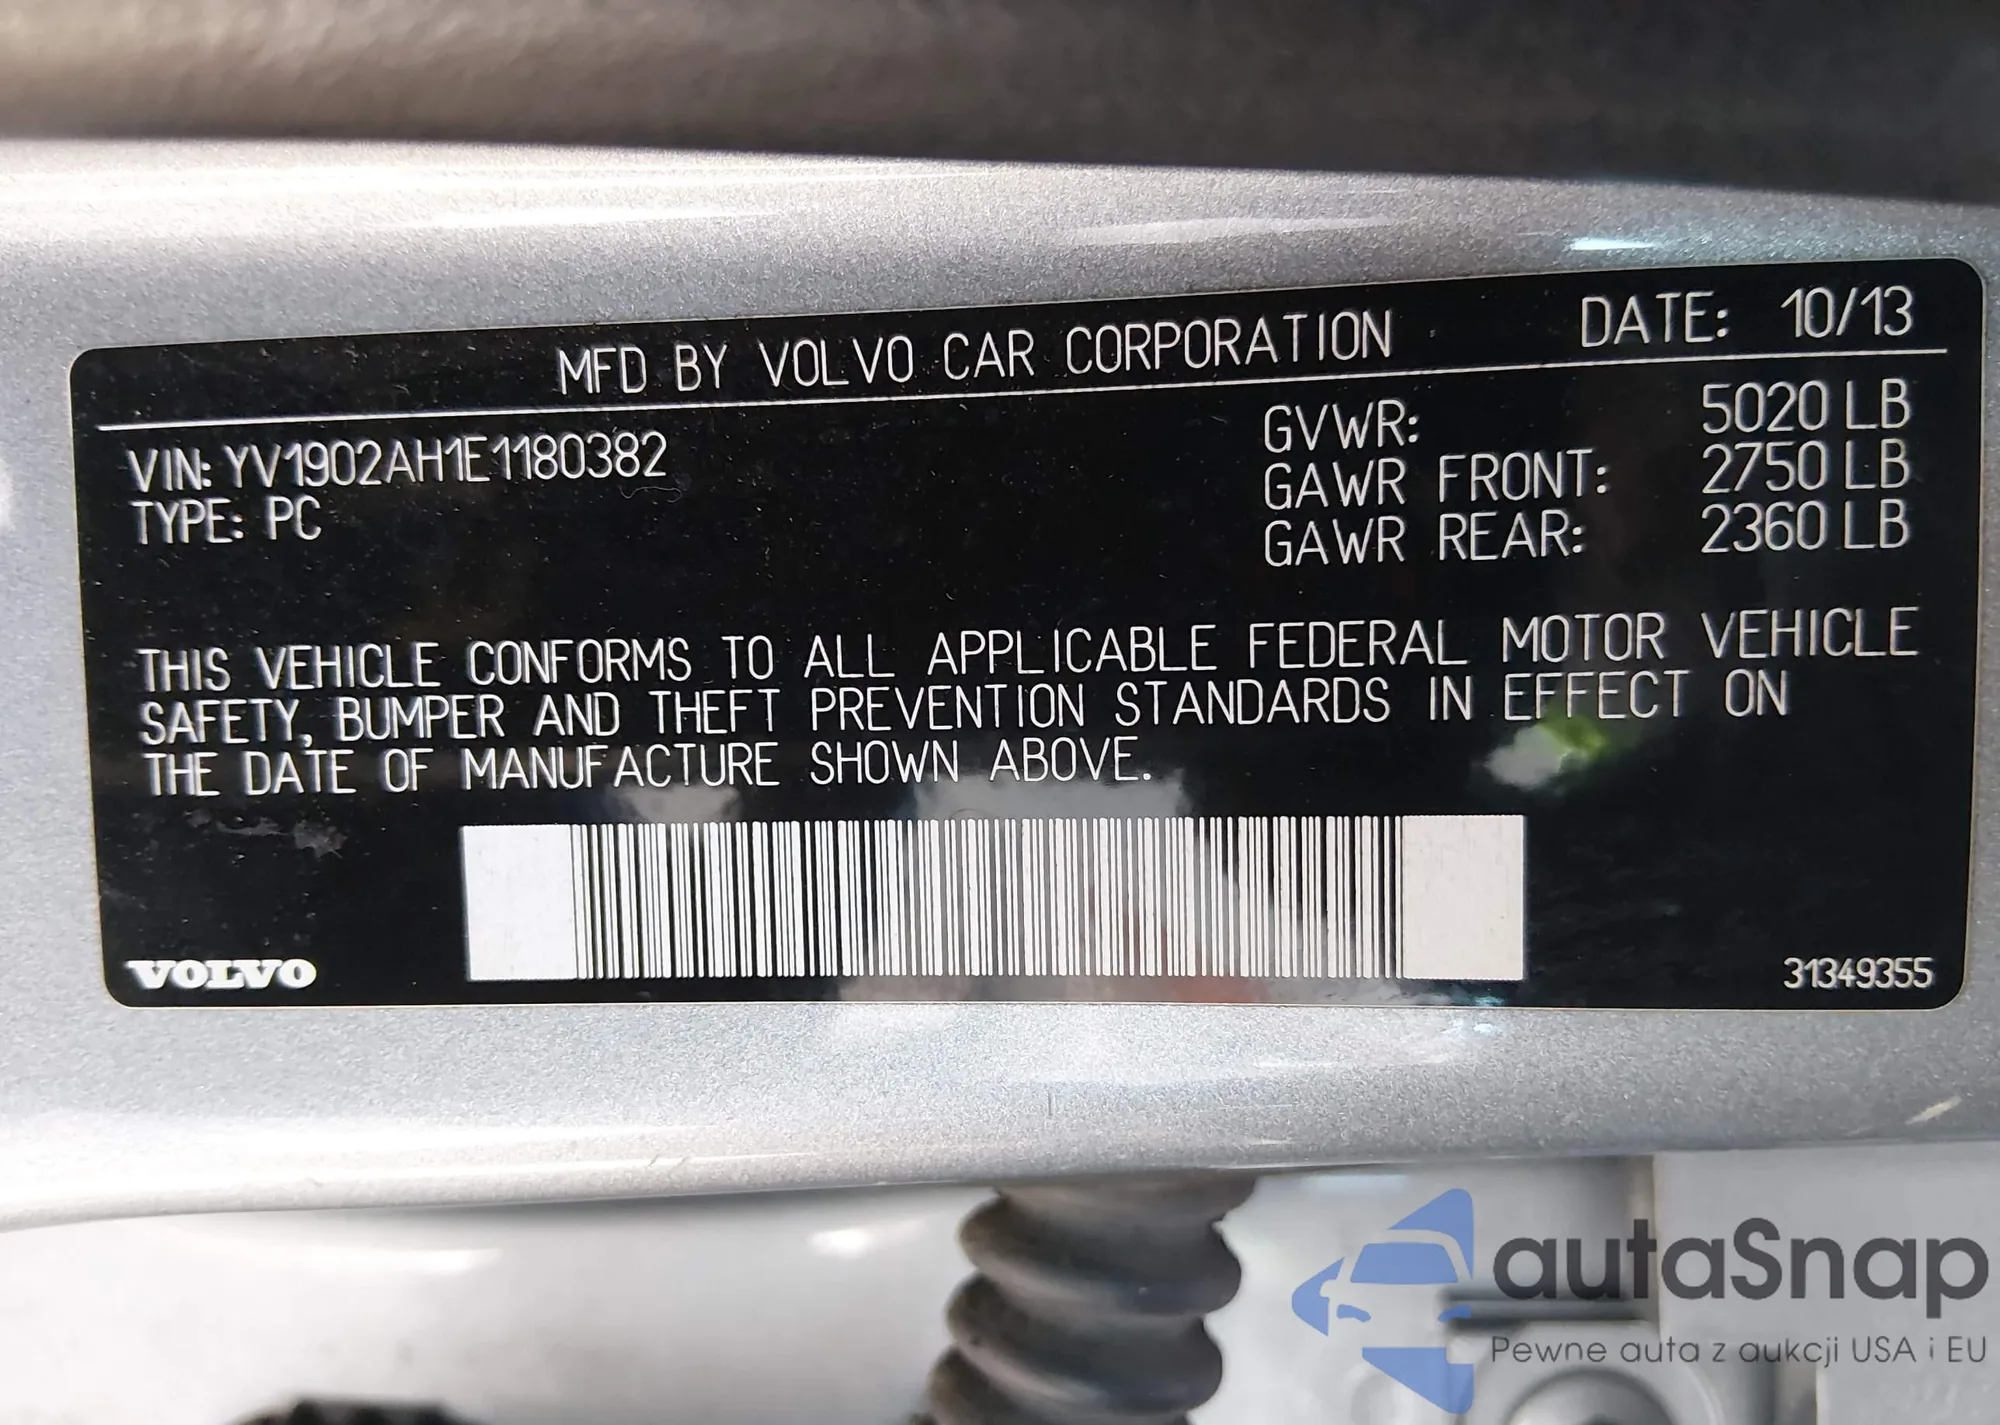 MFD BY VOLVO CAR CORPORATION DATE: 10/13
VIN: YV1902AH1E1180382
TYPE: PC
GVWR: 5020 LB
GAWR FRONT: 2750 LB
GAWR REAR: 2360 LB
THIS VEHICLE CONFORMS TO ALL APPLICABLE FEDERAL MOTOR VEHICLE
SAFETY, BUMPER AND THEFT PREVENTION STANDARDS IN EFFECT ON
THE DATE OF MANUFACTURE SHOWN ABOVE.
VOLVO
31349355
autaSnap
Pewne auta z aukcji USA i EU